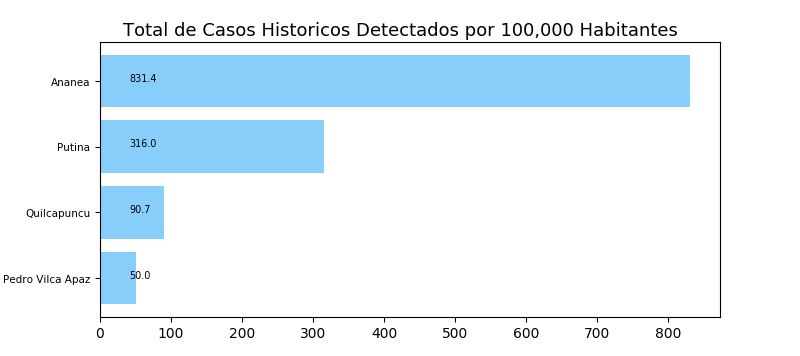 Total de Casos Historicos Detectados por 100,000 Habitantes
Ananea 831.4
Putina 316.0
Quilcapuncu 90.7
Pedro Vilca Apaz 50.0
0 100 200 300 400 500 600 700 800